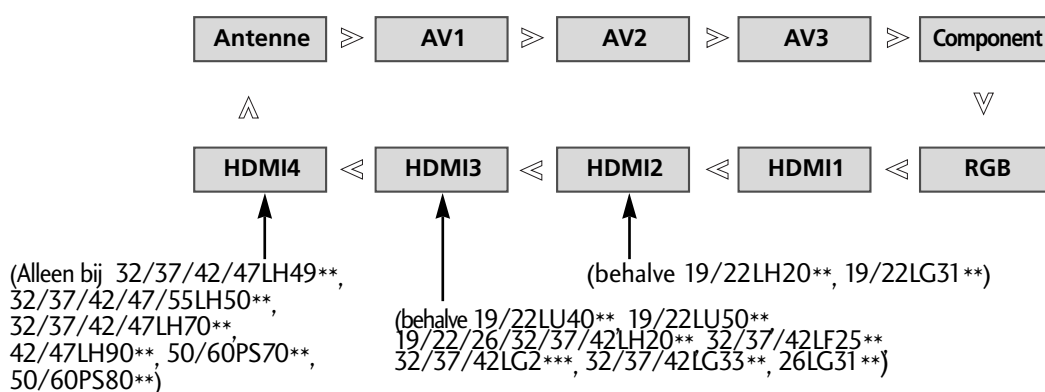 Antenne
AV1
AV2
AV3
Component
HDMI4
HDMI3
HDMI2
HDMI1
RGB
(Alleen bij 32/37/42/47LH49**,
32/37/42/47/55LH50**,
32/37/42/47LH70**,
42/47LH90**, 50/60PS70**,
50/60PS80**)
(behalve 19/22LU40**, 19/22LU50**,
19/22/26/32/37/42LH20**, 32/37/42LF25**,
32/37/42LG2***, 32/37/42LG33**, 26LG31**)
(behalve 19/22LH20**, 19/22LG31**)